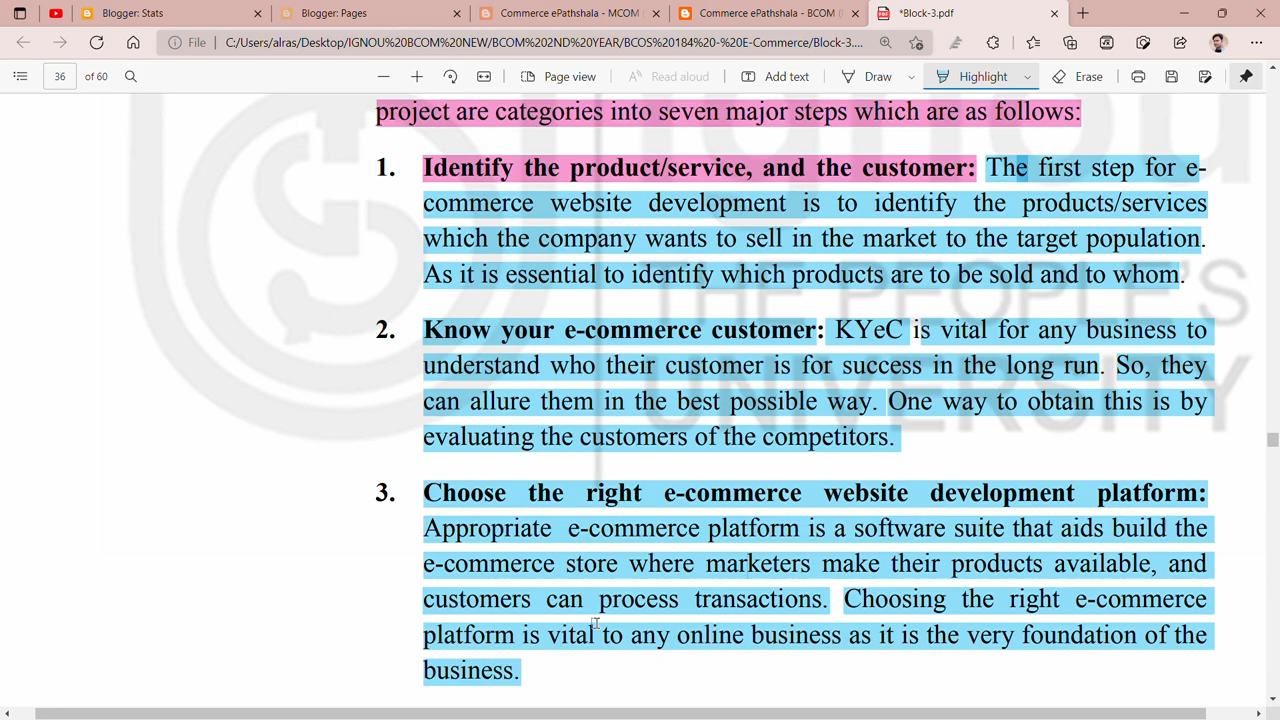 Blogger: Stats
Blogger: Pages
Commerce ePathshala - MCOM
Commerce ePathshala - BCOM (
*Block-3.pdf
File
C:/Users/alras/Desktop/IGNOU%20BCOM%20NEW/BCOM%202ND%20YEAR/BCOS%20184%20-%20E-Commerce/Block-3....
36 of 60
Page view
Read aloud
Add text
Draw
Highlight
Erase
project are categories into seven major steps which are as follows:
1. Identify the product/service, and the customer: The first step for e-
commerce website development is to identify the products/services
which the company wants to sell in the market to the target population.
As it is essential to identify which products are to be sold and to whom.
2. Know your e-commerce customer: KYeC is vital for any business to
understand who their customer is for success in the long run. So, they
can allure them in the best possible way. One way to obtain this is by
evaluating the customers of the competitors.
3. Choose the right e-commerce website development platform:
Appropriate e-commerce platform is a software suite that aids build the
e-commerce store where marketers make their products available, and
customers can process transactions. Choosing the right e-commerce
platform is vital to any online business as it is the very foundation of the
business.
ignou
THE PEOPLE'S
UNIVERSITY